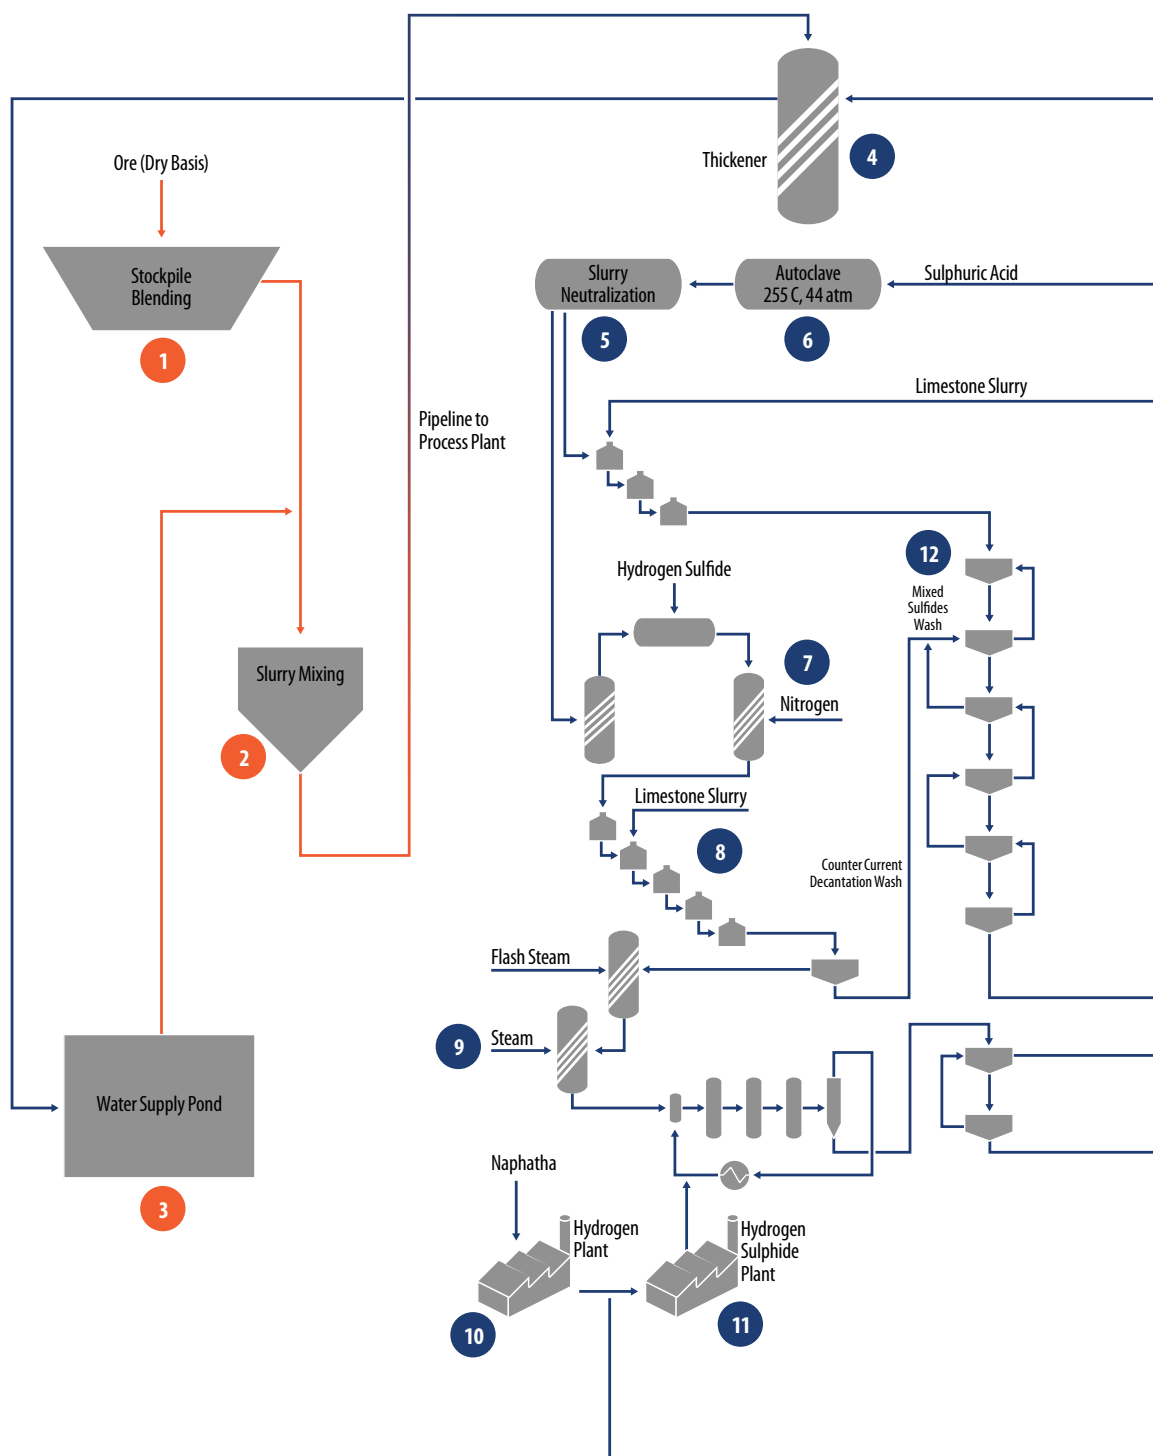 Thickener
4
Ore (Dry Basis)
Stockpile
Blending
1
Slurry
Neutralization
5
Autoclave
255 C, 44 atm
6
Sulphuric Acid
Limestone Slurry
Pipeline to
Process Plant
12
Mixed
Sulfides
Wash
Hydrogen Sulfide
7
Nitrogen
Slurry Mixing
2
Limestone Slurry
8
Counter Current
Decantation Wash
Flash Steam
9
Steam
Water Supply Pond
3
Naphatha
Hydrogen
Plant
10
Hydrogen
Sulphide
Plant
11